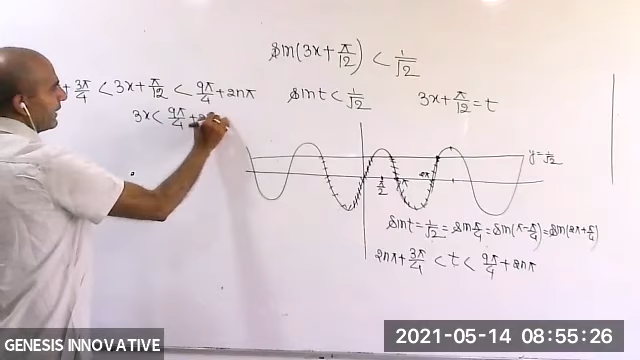 sin(3x + π/12) < 1/√2
+ 3π/4 < 3x + π/12 < 9π/4 + 2nπ
sin t < 1/√2
3x + π/12 = t
3x < 9π/4 +
y = 1/√2
π/2 π 2π
sin t = 1/√2 = sin π/4 = sin(π - π/4) = sin(2π + π/4)
2nπ + 3π/4 < t < 9π/4 + 2nπ
GENESIS INNOVATIVE
2021-05-14 08:55:26